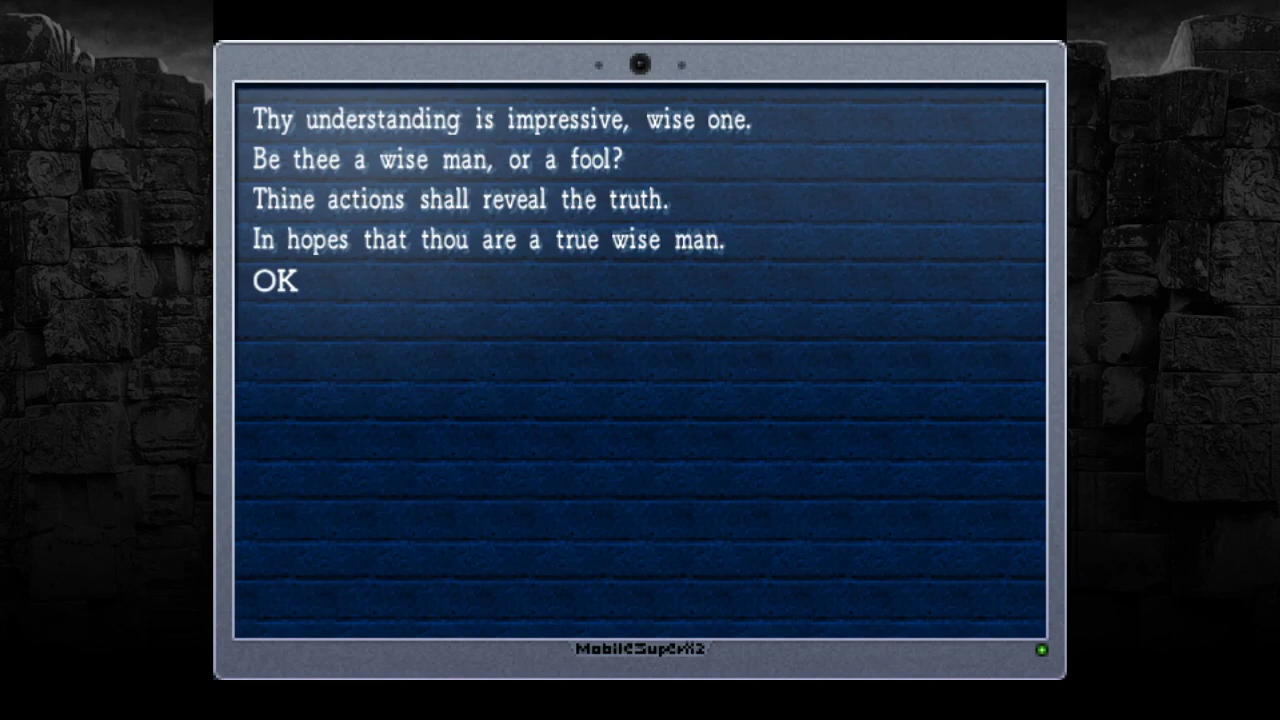 Thy understanding is impressive, wise one.
Be thee a wise man, or a fool?
Thine actions shall reveal the truth.
In hopes that thou are a true wise man.
OK
MobileSuperX2